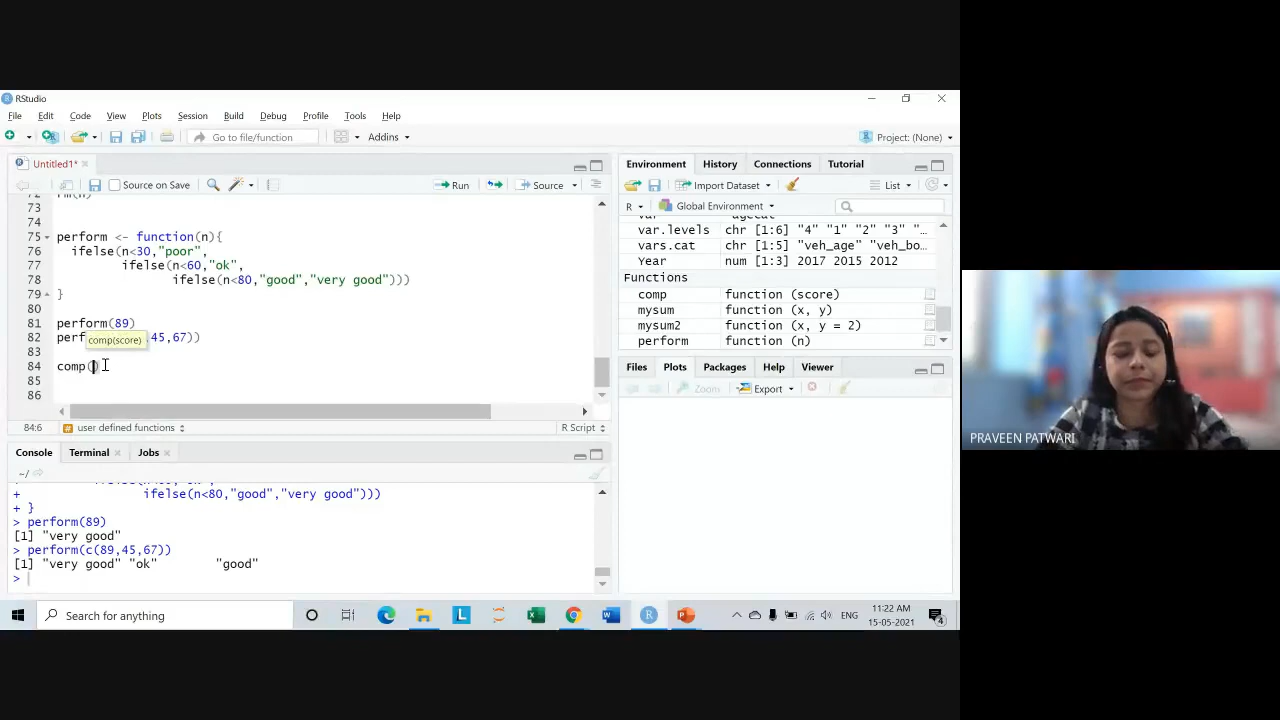 RStudio
File Edit Code View Plots Session Build Debug Profile Tools Help
Go to file/function Addins Project: (None)
Untitled1*
Source on Save Run Source
73
74
75 perform <- function(n){
76 ifelse(n<30,"poor",
77 ifelse(n<60,"ok",
78 ifelse(n<80,"good","very good")))
79 }
80
81 perform(89)
82 perf ,45,67))
comp(score)
83
84 comp()
85
86
84:6 user defined functions R Script
Console Terminal Jobs
~/
+ ifelse(n<80,"good","very good")))
+ }
> perform(89)
[1] "very good"
> perform(c(89,45,67))
[1] "very good" "ok" "good"
>
Environment History Connections Tutorial
Import Dataset List
R Global Environment
var.levels chr [1:6] "4" "1" "2" "3" "…
vars.cat chr [1:5] "veh_age" "veh_bo…
Year num [1:3] 2017 2015 2012
Functions
comp function (score)
mysum function (x, y)
mysum2 function (x, y = 2)
perform function (n)
Files Plots Packages Help Viewer
Zoom Export
PRAVEEN PATWARI
Search for anything
ENG
11:22 AM
15-05-2021
4